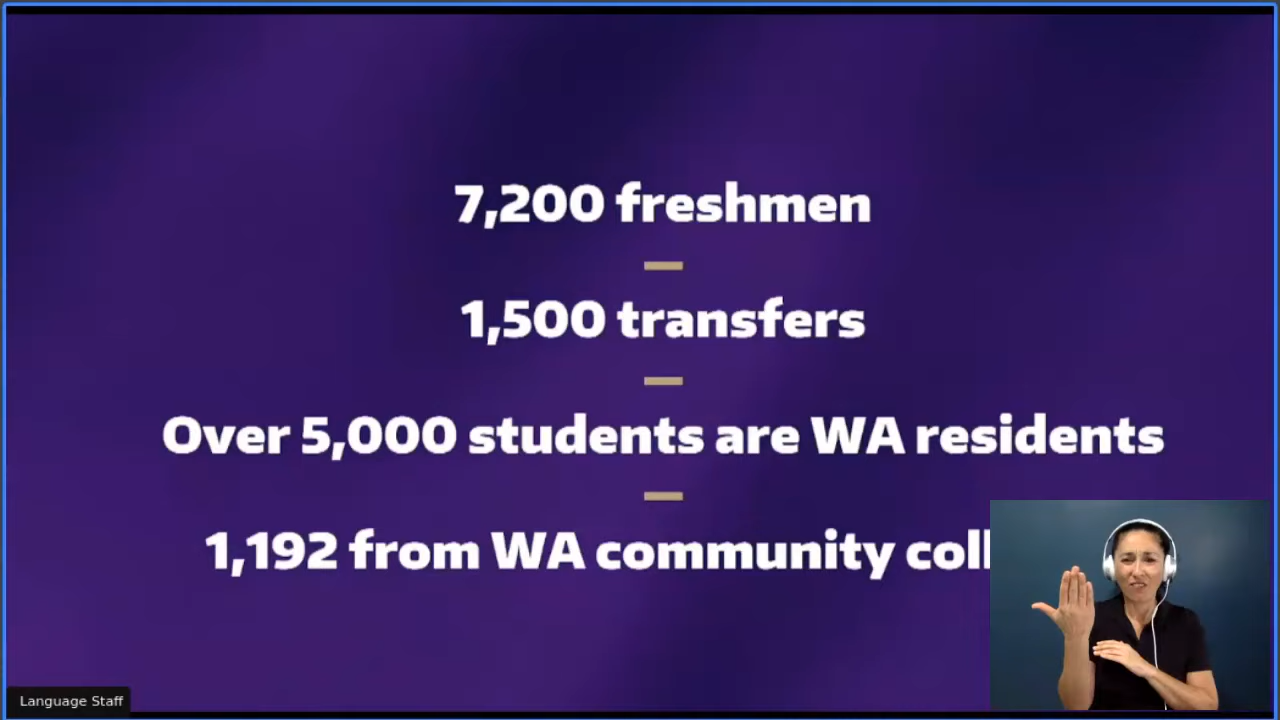 7,200 freshmen
1,500 transfers
Over 5,000 students are WA residents
1,192 from WA community
Language Staff